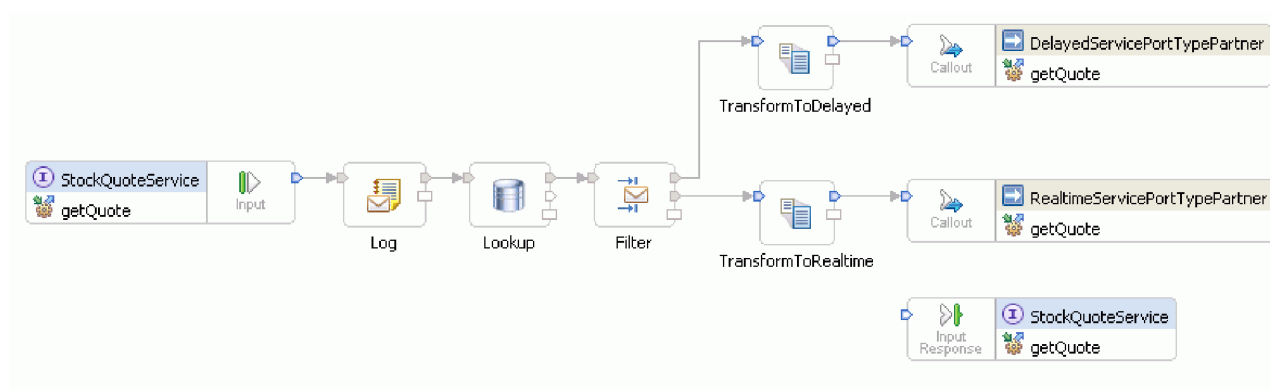 DelayedServicePortTypePartner
Callout
getQuote
TransformToDelayed
StockQuoteService
Input
getQuote
Log
Lookup
Filter
TransformToRealtime
RealtimeServicePortTypePartner
Callout
getQuote
Input
Response
StockQuoteService
getQuote